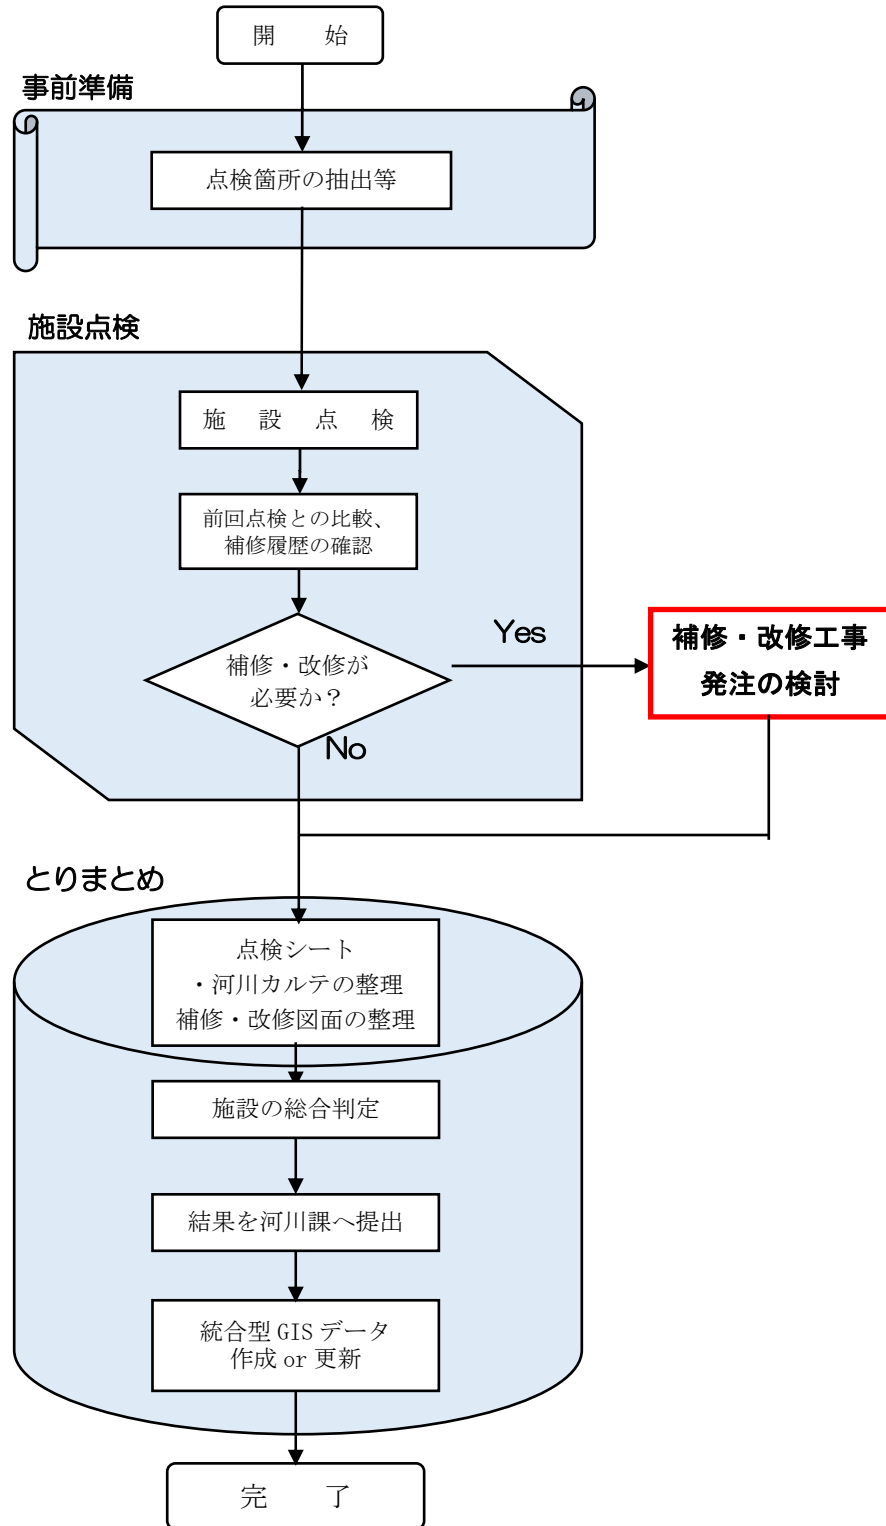 開　始
事前準備
点検箇所の抽出等
施設点検
施　設　点　検
前回点検との比較、
補修履歴の確認
補修・改修が
必要か？
Yes
補修・改修工事
発注の検討
No
とりまとめ
点検シート
・河川カルテの整理
補修・改修図面の整理
施設の総合判定
結果を河川課へ提出
統合型 GIS データ
作成 or 更新
完　了